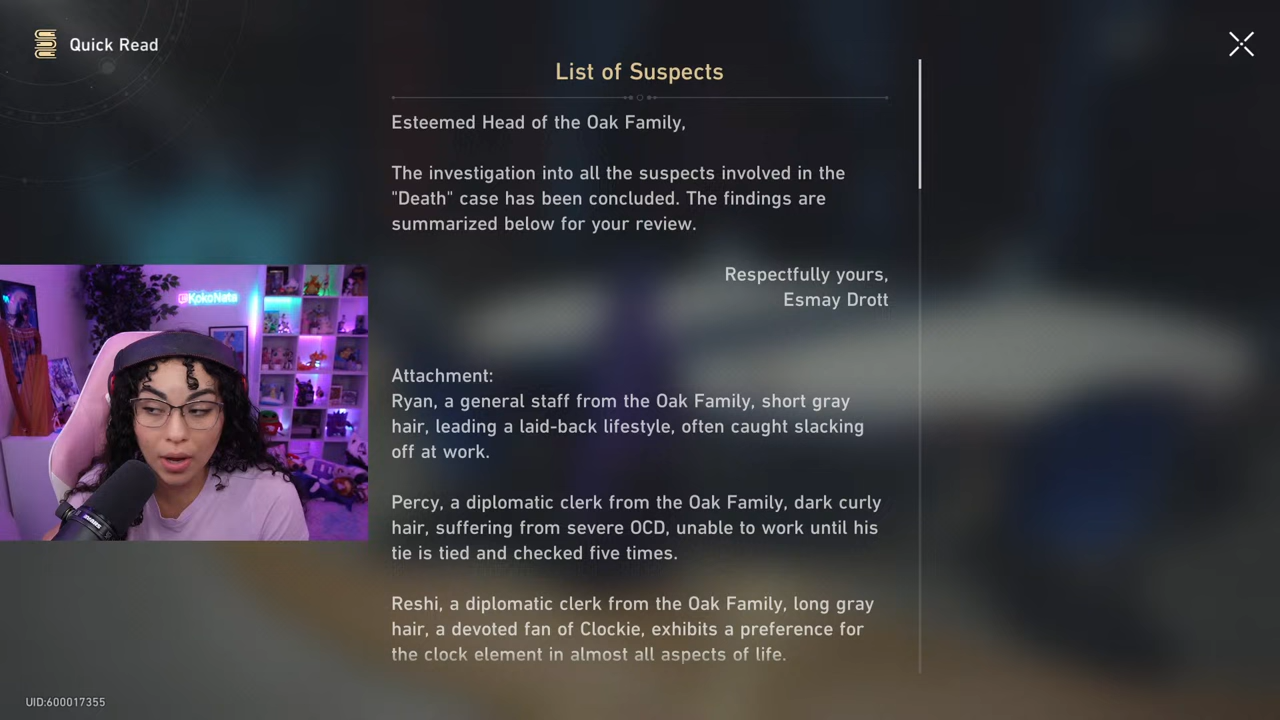 Quick Read
List of Suspects
Esteemed Head of the Oak Family,
The investigation into all the suspects involved in the
"Death" case has been concluded. The findings are
summarized below for your review.
Respectfully yours,
Esmay Drott
@KokoNata
Attachment:
Ryan, a general staff from the Oak Family, short gray
hair, leading a laid-back lifestyle, often caught slacking
off at work.
Percy, a diplomatic clerk from the Oak Family, dark curly
hair, suffering from severe OCD, unable to work until his
tie is tied and checked five times.
Reshi, a diplomatic clerk from the Oak Family, long gray
hair, a devoted fan of Clockie, exhibits a preference for
the clock element in almost all aspects of life.
UID:600017355